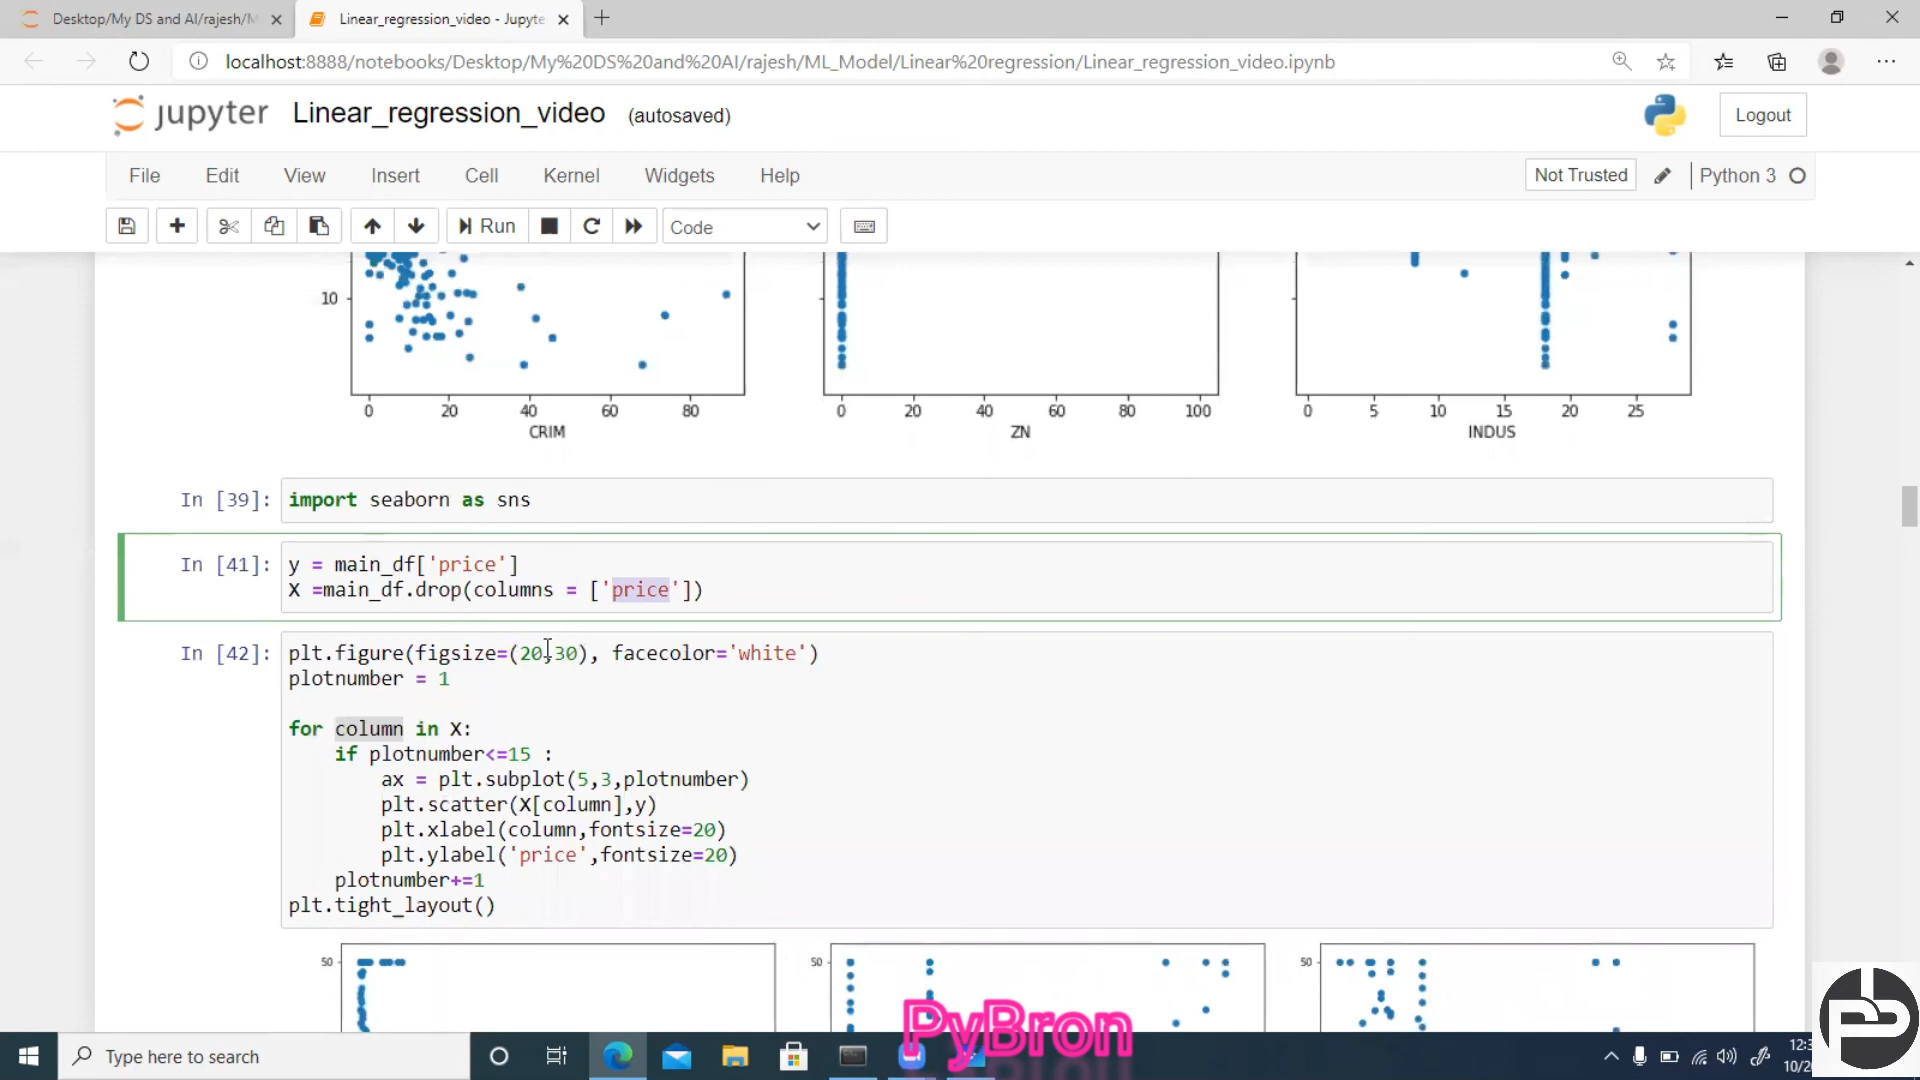 Desktop/My DS and AI/rajesh/M
Linear_regression_video - Jupyte
localhost:8888/notebooks/Desktop/My%20DS%20and%20AI/rajesh/ML_Model/Linear%20regression/Linear_regression_video.ipynb
jupyter Linear_regression_video (autosaved)
Logout
File Edit View Insert Cell Kernel Widgets Help
Not Trusted
Python 3
Run
Code
10
0 20 40 60 80
CRIM
0 20 40 60 80 100
ZN
0 5 10 15 20 25
INDUS
In [39]: import seaborn as sns
In [41]: y = main_df['price']
X =main_df.drop(columns = ['price'])
In [42]: plt.figure(figsize=(20,30), facecolor='white')
plotnumber = 1
for column in X:
if plotnumber<=15 :
ax = plt.subplot(5,3,plotnumber)
plt.scatter(X[column],y)
plt.xlabel(column,fontsize=20)
plt.ylabel('price',fontsize=20)
plotnumber+=1
plt.tight_layout()
50
50
50
PyBron
Type here to search
12:3
10/2